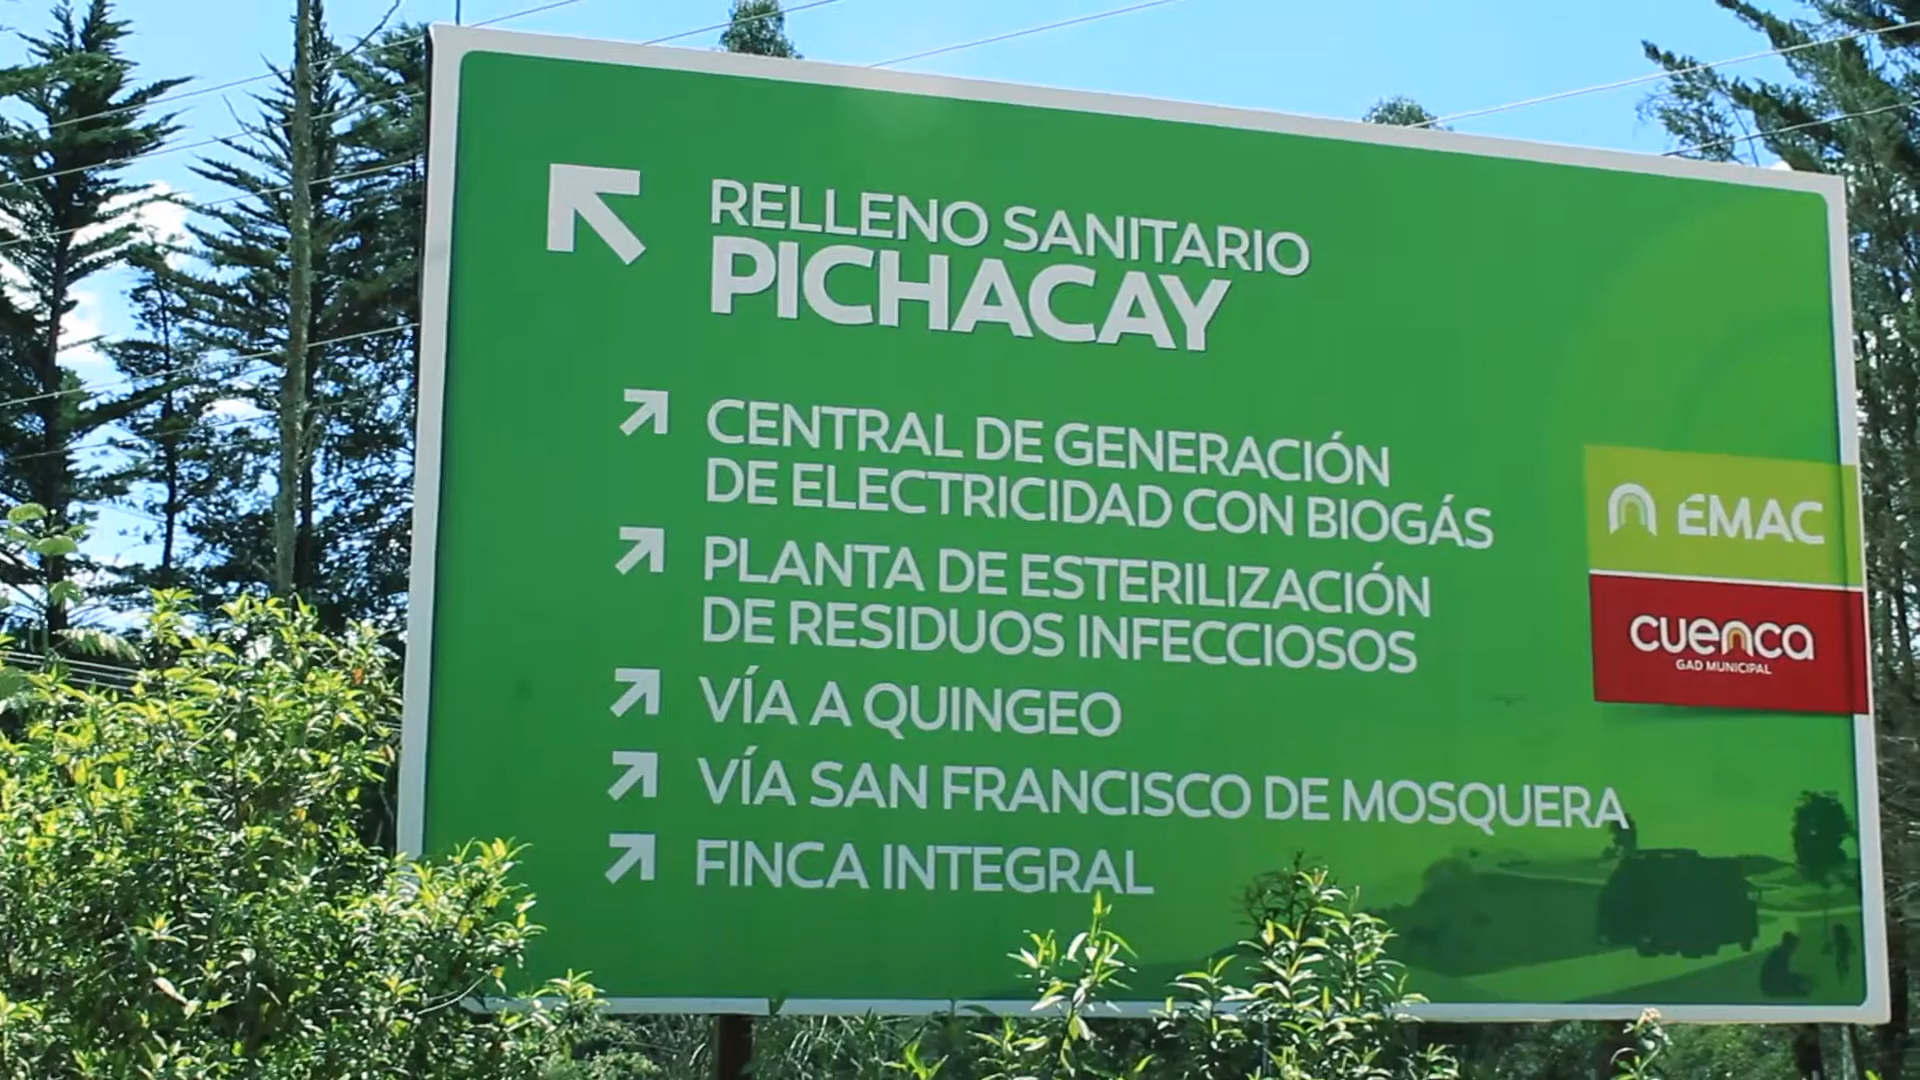 RELLENO SANITARIO
PICHACAY
CENTRAL DE GENERACIÓN
DE ELECTRICIDAD CON BIOGÁS
PLANTA DE ESTERILIZACIÓN
DE RESIDUOS INFECCIOSOS
VÍA A QUINGEO
VÍA SAN FRANCISCO DE MOSQUERA
FINCA INTEGRAL
EMAC
cuenca
GAD MUNICIPAL